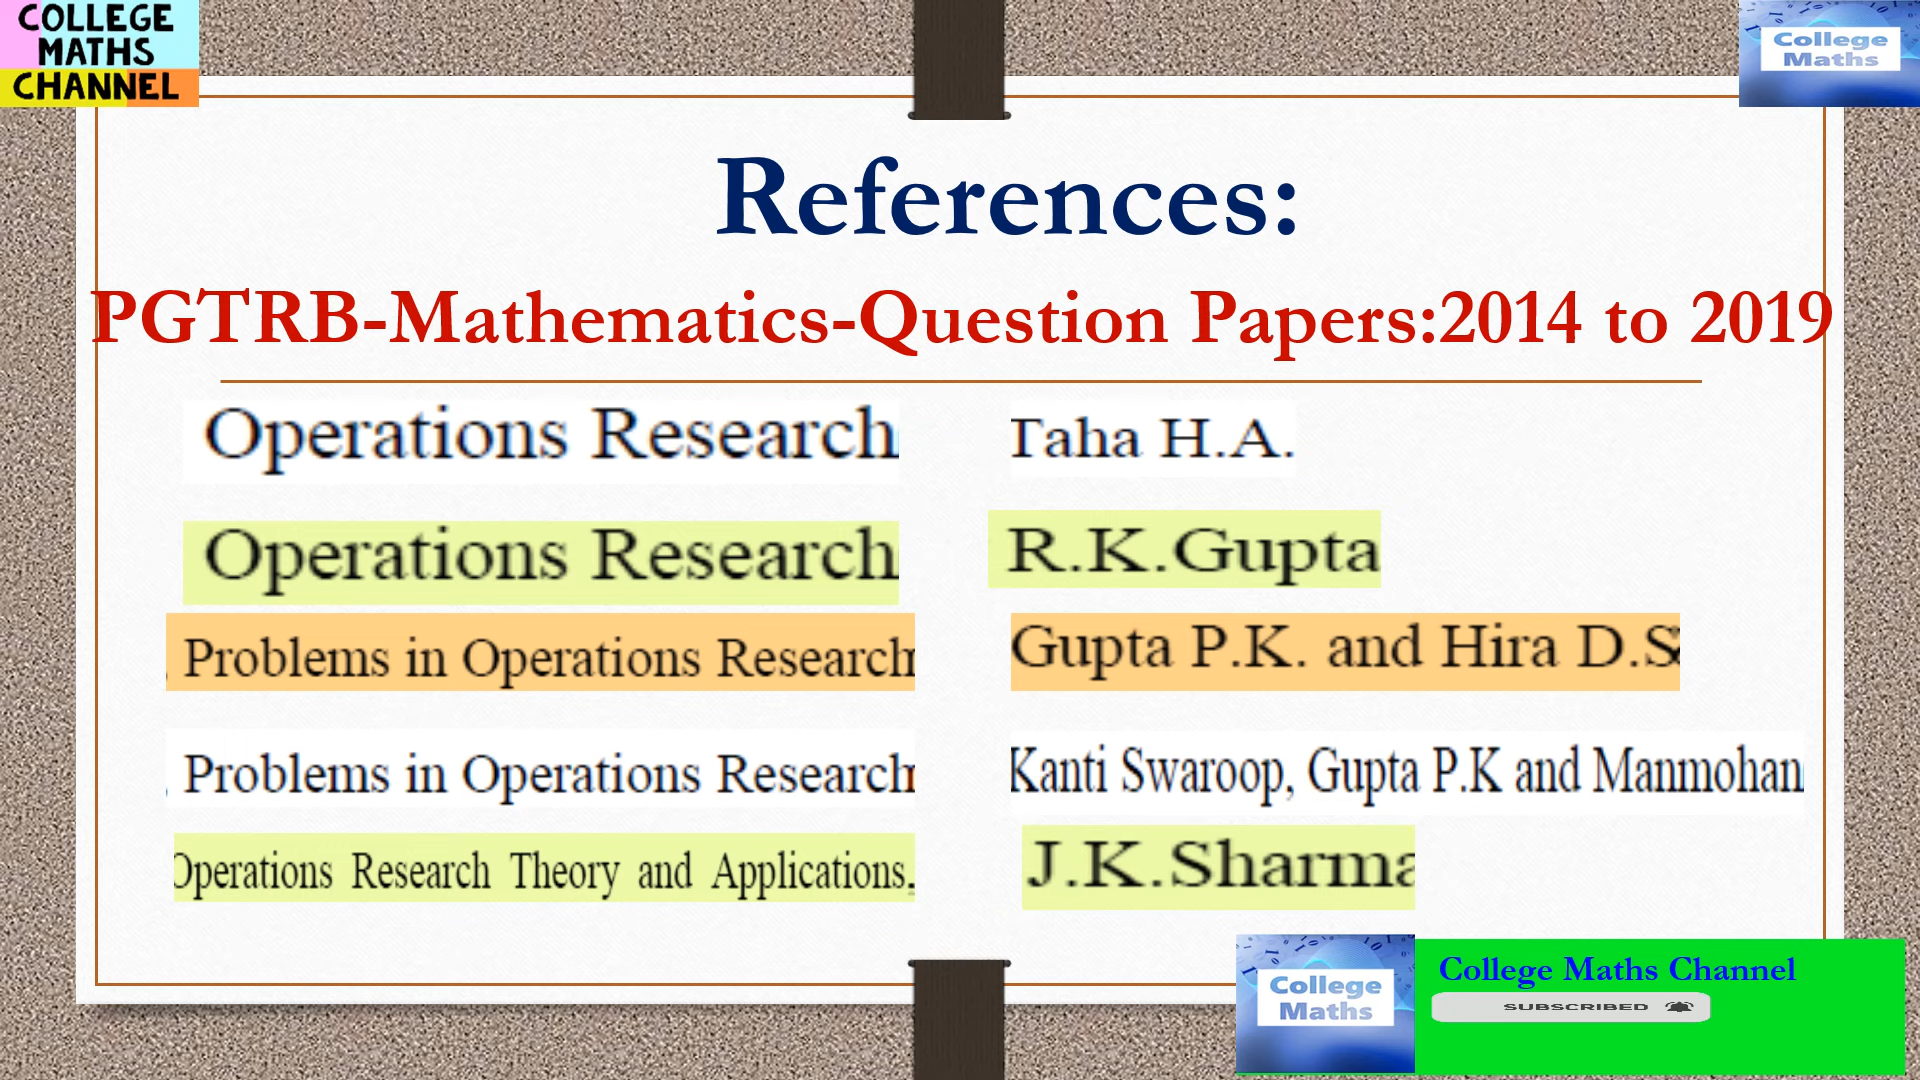 COLLEGE
MATHS
CHANNEL
College
Maths
References:
PGTRB-Mathematics-Question Papers:2014 to 2019
Operations Research Taha H.A.
Operations Research R.K.Gupta
Problems in Operations Research Gupta P.K. and Hira D.S
Problems in Operations Research Kanti Swaroop, Gupta P.K and Manmohan
Operations Research Theory and Applications. J.K.Sharma
College
Maths
College Maths Channel
SUBSCRIBED